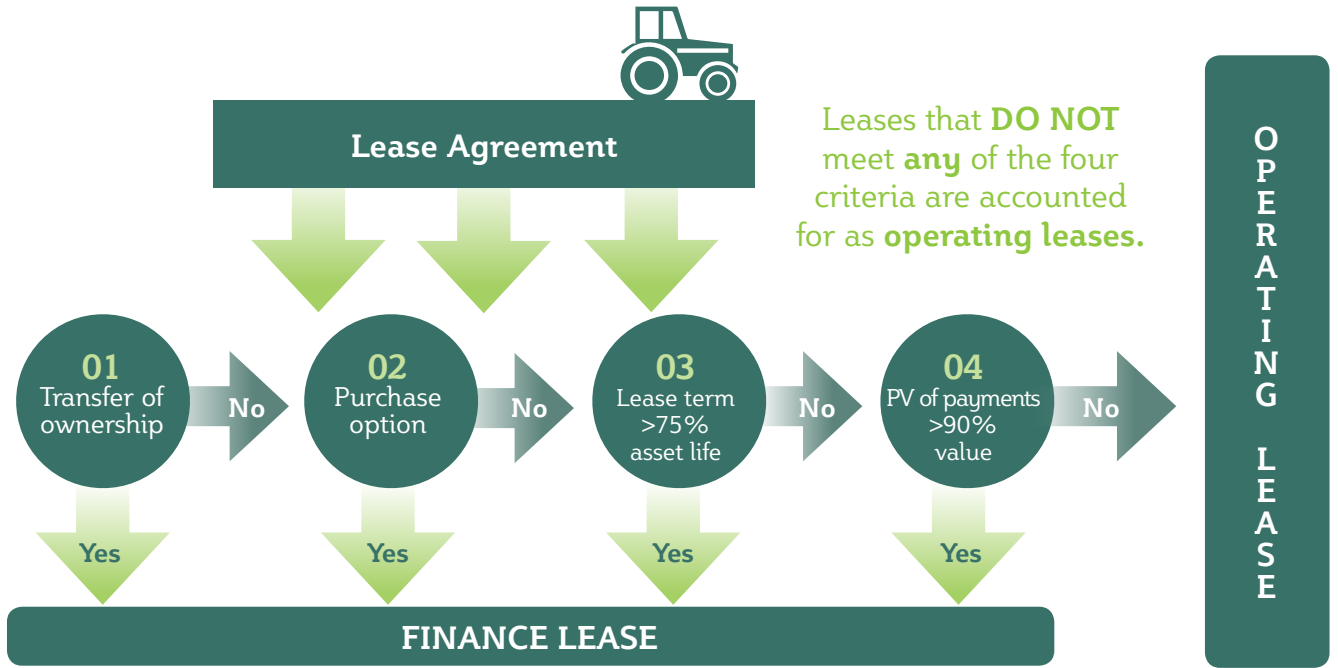 Lease Agreement
Leases that DO NOT
meet any of the four
criteria are accounted
for as operating leases.
01
Transfer of
ownership
No
02
Purchase
option
No
03
Lease term
>75%
asset life
No
04
PV of payments
>90%
value
No
Yes
Yes
Yes
Yes
FINANCE LEASE
OPERATING LEASE